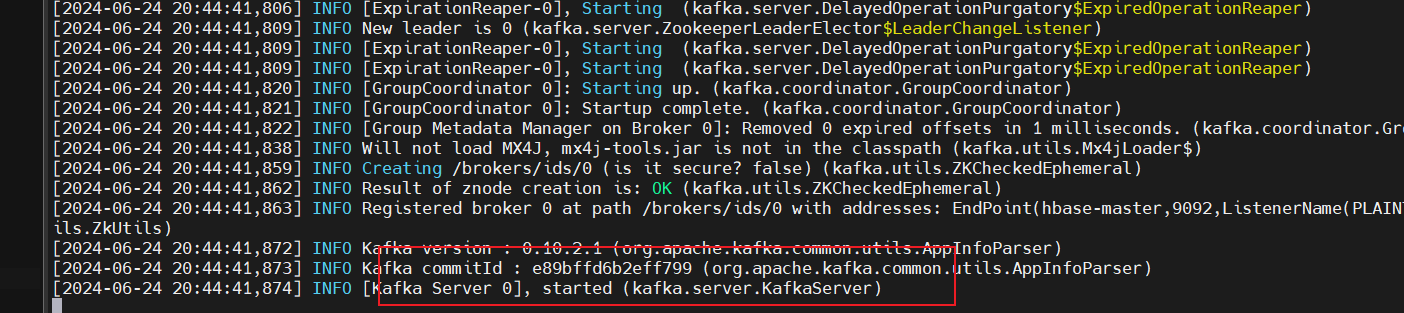 [2024-06-24 20:44:41,806] INFO [ExpirationReaper-0], Starting  (kafka.server.DelayedOperationPurgatory$ExpiredOperationReaper)
[2024-06-24 20:44:41,809] INFO New leader is 0 (kafka.server.ZookeeperLeaderElector$LeaderChangeListener)
[2024-06-24 20:44:41,809] INFO [ExpirationReaper-0], Starting  (kafka.server.DelayedOperationPurgatory$ExpiredOperationReaper)
[2024-06-24 20:44:41,809] INFO [ExpirationReaper-0], Starting  (kafka.server.DelayedOperationPurgatory$ExpiredOperationReaper)
[2024-06-24 20:44:41,820] INFO [GroupCoordinator 0]: Starting up. (kafka.coordinator.GroupCoordinator)
[2024-06-24 20:44:41,821] INFO [GroupCoordinator 0]: Startup complete. (kafka.coordinator.GroupCoordinator)
[2024-06-24 20:44:41,822] INFO [Group Metadata Manager on Broker 0]: Removed 0 expired offsets in 1 milliseconds. (kafka.coordinator.Gr
[2024-06-24 20:44:41,838] INFO Will not load MX4J, mx4j-tools.jar is not in the classpath (kafka.utils.Mx4jLoader$)
[2024-06-24 20:44:41,859] INFO Creating /brokers/ids/0 (is it secure? false) (kafka.utils.ZKCheckedEphemeral)
[2024-06-24 20:44:41,862] INFO Result of znode creation is: OK (kafka.utils.ZKCheckedEphemeral)
[2024-06-24 20:44:41,863] INFO Registered broker 0 at path /brokers/ids/0 with addresses: EndPoint(hbase-master,9092,ListenerName(PLAIN
ils.ZkUtils)
[2024-06-24 20:44:41,872] INFO Kafka version : 0.10.2.1 (org.apache.kafka.common.utils.AppInfoParser)
[2024-06-24 20:44:41,873] INFO Kafka commitId : e89bffd6b2eff799 (org.apache.kafka.common.utils.AppInfoParser)
[2024-06-24 20:44:41,874] INFO [Kafka Server 0], started (kafka.server.KafkaServer)